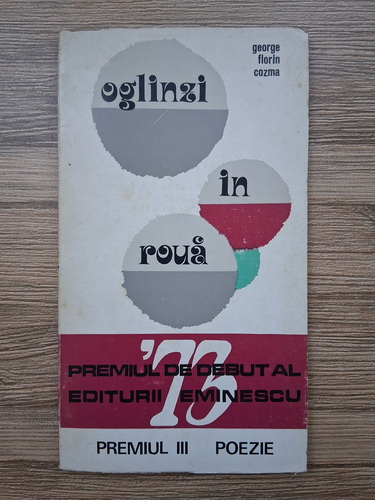 george
florin
cozma
oglinzi
in
rouă
'73
PREMIUL DE DEBUT AL
EDITURII EMINESCU
PREMIUL III POEZIE